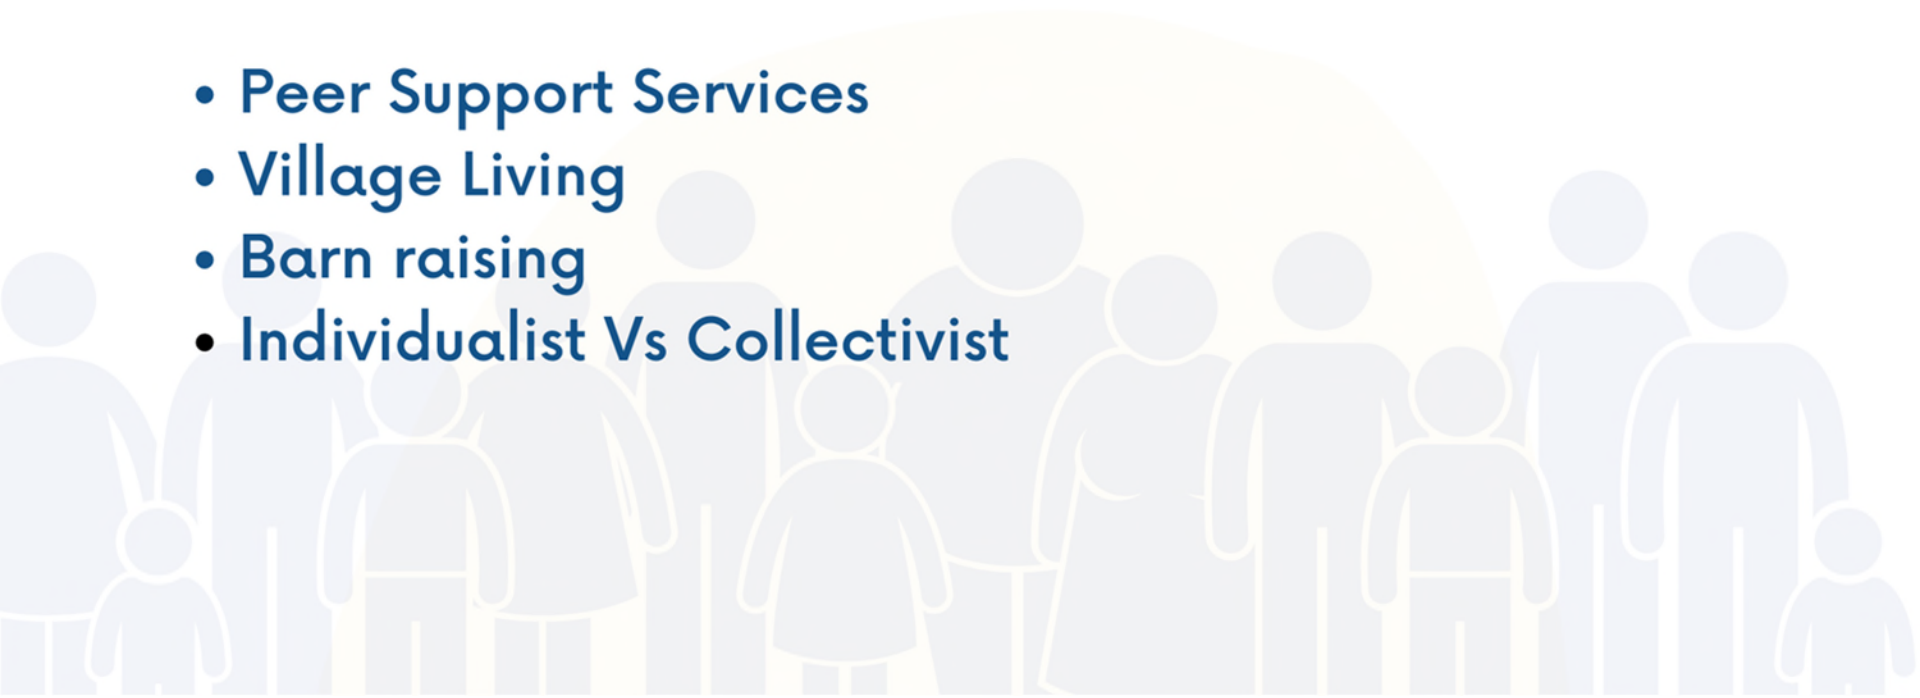 • Peer Support Services
• Village Living
• Barn raising
• Individualist Vs Collectivist